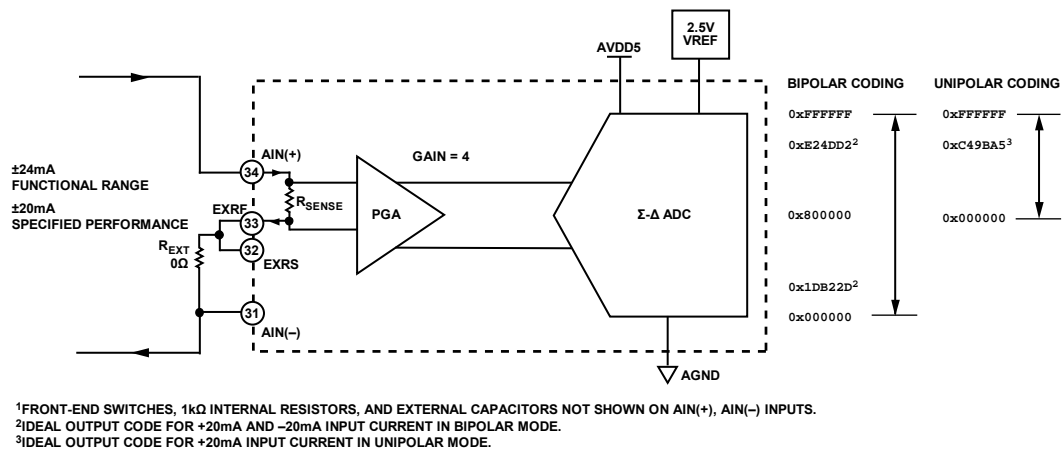 2.5V
VREF
AVDD5
BIPOLAR CODING
UNIPOLAR CODING
0xFFFFFF
0xFFFFFF
0xE24DD2²
0xC49BA5³
AIN(+)
34
GAIN = 4
±24mA
FUNCTIONAL RANGE
±20mA
SPECIFIED PERFORMANCE
RSENSE
EXRF
33
PGA
Σ-Δ ADC
0x800000
0x000000
REXT
0Ω
32
EXRS
0x1DB22D²
31
AIN(–)
0x000000
AGND
¹FRONT-END SWITCHES, 1kΩ INTERNAL RESISTORS, AND EXTERNAL CAPACITORS NOT SHOWN ON AIN(+), AIN(–) INPUTS.
²IDEAL OUTPUT CODE FOR +20mA AND –20mA INPUT CURRENT IN BIPOLAR MODE.
³IDEAL OUTPUT CODE FOR +20mA INPUT CURRENT IN UNIPOLAR MODE.